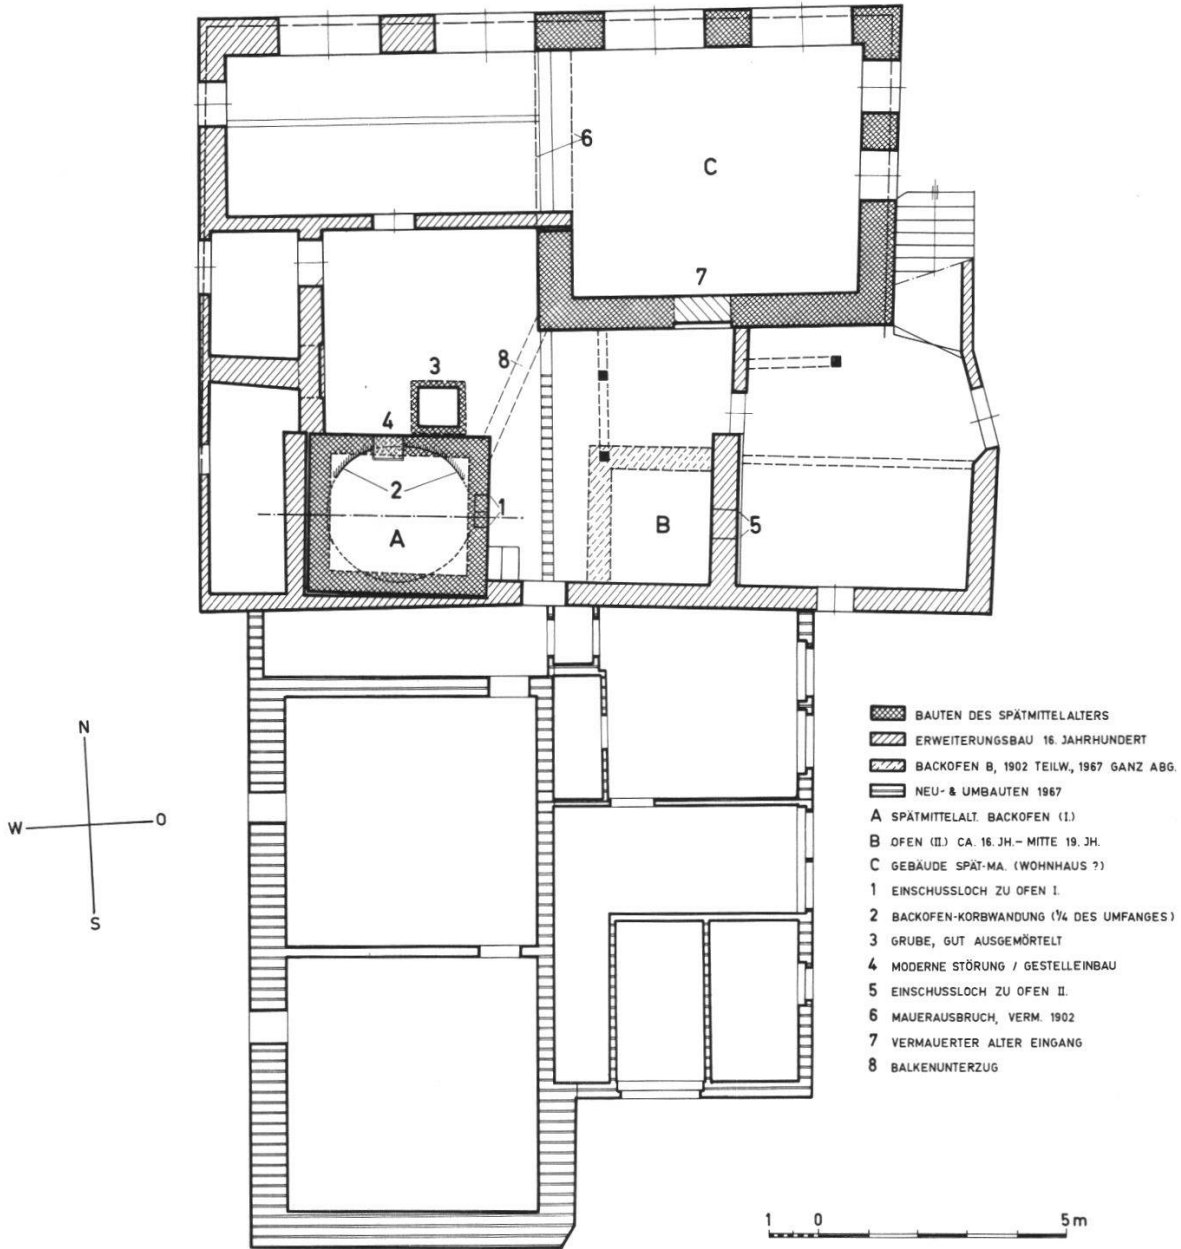 6
C
7
8
3
4
2
1
A
B
5
N
W O
S
BAUTEN DES SPÄTMITTELALTERS
ERWEITERUNGSBAU 16. JAHRHUNDERT
BACKOFEN B, 1902 TEILW., 1967 GANZ ABG.
NEU- & UMBAUTEN 1967
A SPÄTMITTELALT. BACKOFEN (I.)
B OFEN (II.) CA. 16. JH.– MITTE 19. JH.
C GEBÄUDE SPÄT-MA. (WOHNHAUS ?)
1 EINSCHUSSLOCH ZU OFEN I.
2 BACKOFEN-KORBWANDUNG (¼ DES UMFANGES)
3 GRUBE, GUT AUSGEMÖRTELT
4 MODERNE STÖRUNG / GESTELLEINBAU
5 EINSCHUSSLOCH ZU OFEN II.
6 MAUERAUSBRUCH, VERM. 1902
7 VERMAUERTER ALTER EINGANG
8 BALKENUNTERZUG
1 0 5 m